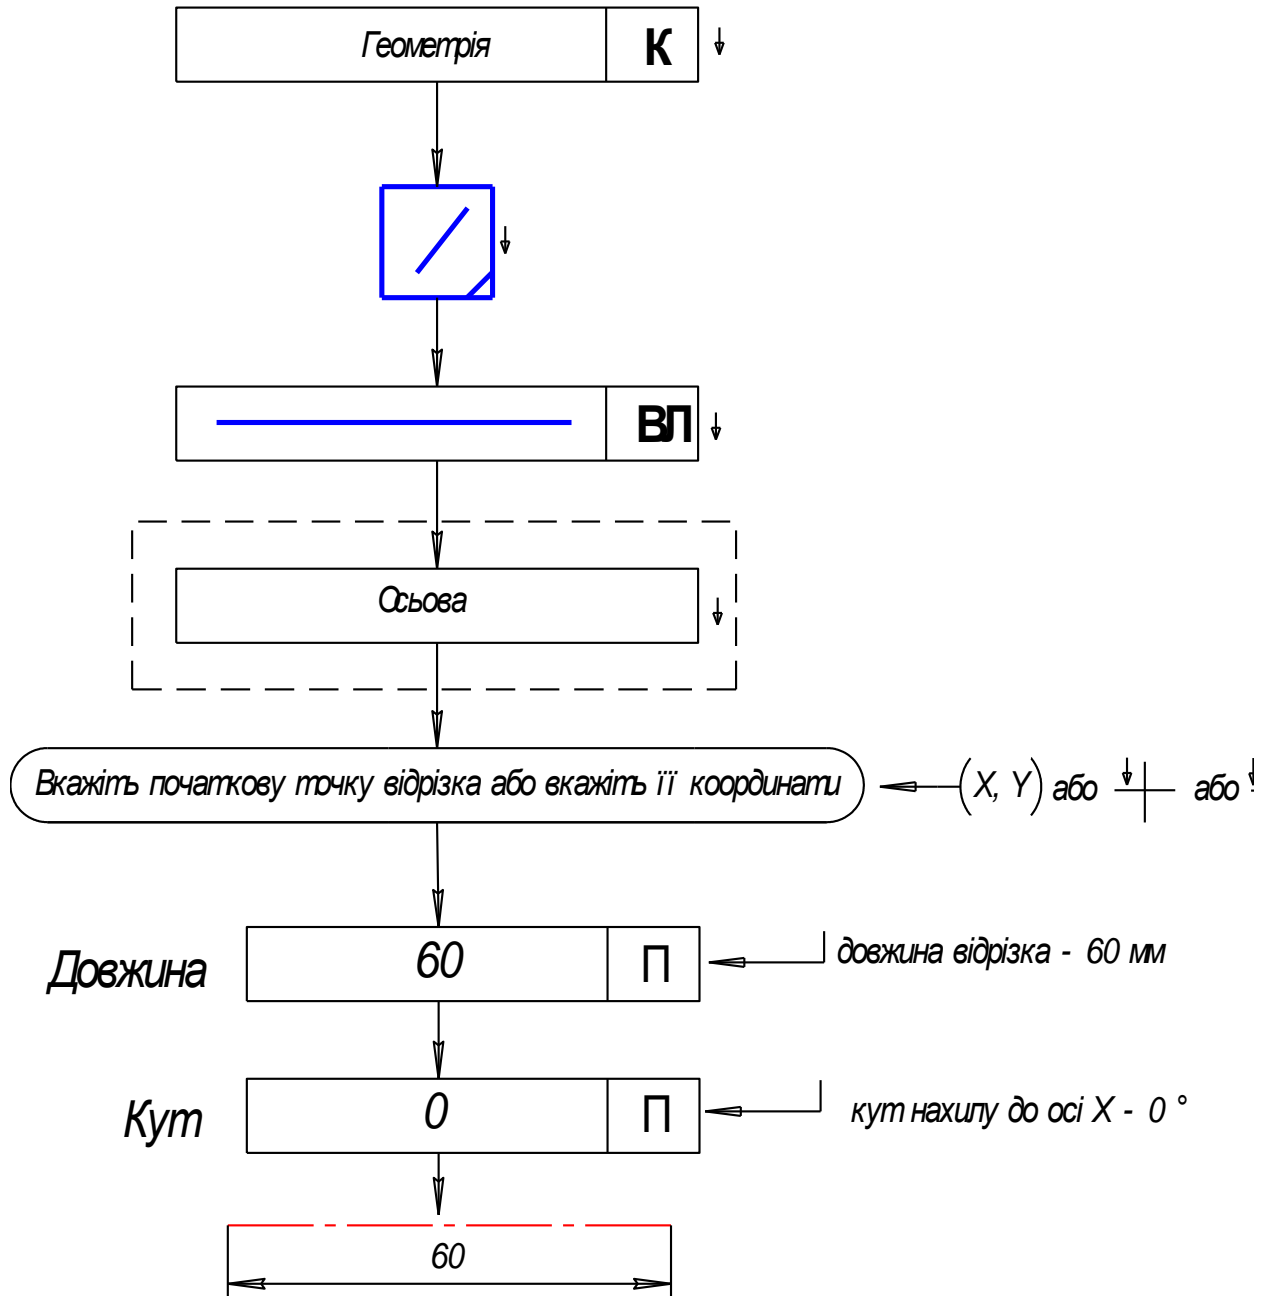 Геометрія К
ВЛ
Осьова
Вкажіть початкову точку відрізка або вкажіть її координати (X, Y) або або
Довжина 60 П довжина відрізка - 60 мм
Кут 0 П кут нахилу до осі X - 0 °
60